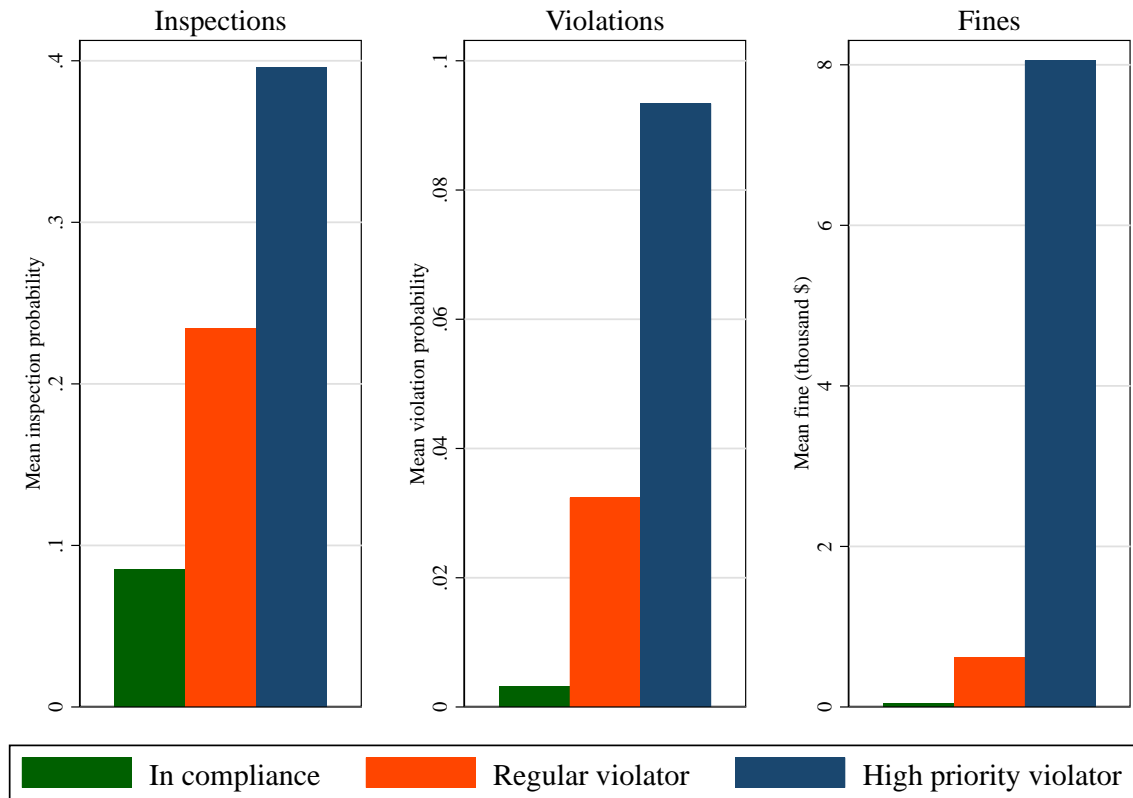 Inspections
Mean inspection probability
.4
.3
.2
.1
0
Violations
Mean violation probability
.1
.08
.06
.04
.02
0
Fines
Mean fine (thousand $)
8
6
4
2
0
In compliance
Regular violator
High priority violator